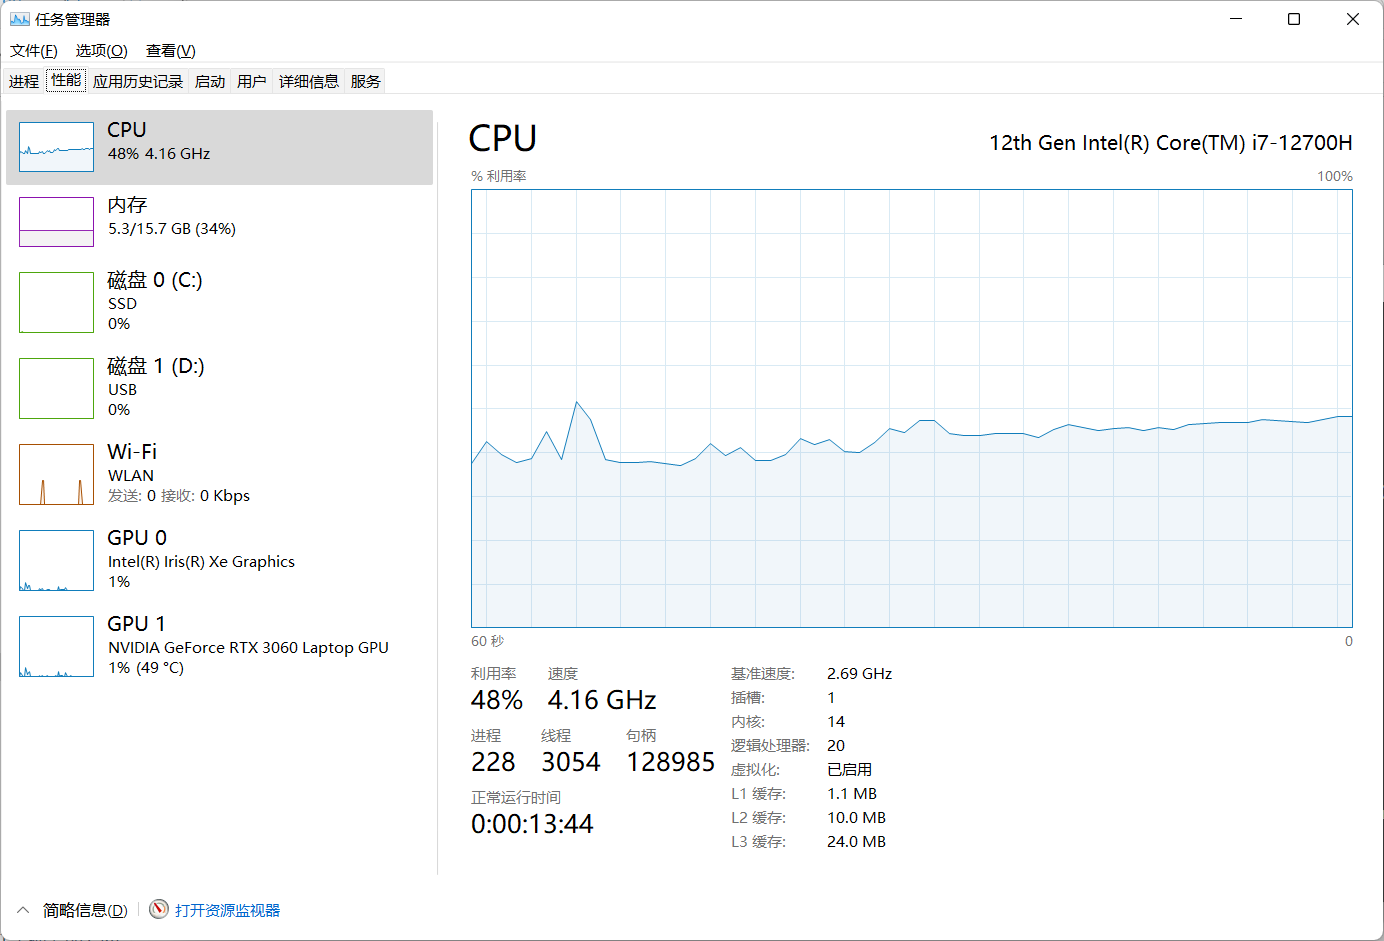 任务管理器
文件(F) 选项(O) 查看(V)
进程 性能 应用历史记录 启动 用户 详细信息 服务
CPU
48% 4.16 GHz
内存
5.3/15.7 GB (34%)
磁盘 0 (C:)
SSD
0%
磁盘 1 (D:)
USB
0%
Wi-Fi
WLAN
发送: 0 接收: 0 Kbps
GPU 0
Intel(R) Iris(R) Xe Graphics
1%
GPU 1
NVIDIA GeForce RTX 3060 Laptop GPU
1% (49 °C)
CPU
12th Gen Intel(R) Core(TM) i7-12700H
% 利用率 100%
60 秒 0
利用率 速度
48% 4.16 GHz
进程 线程 句柄
228 3054 128985
正常运行时间
0:00:13:44
基准速度: 2.69 GHz
插槽: 1
内核: 14
逻辑处理器: 20
虚拟化: 已启用
L1 缓存: 1.1 MB
L2 缓存: 10.0 MB
L3 缓存: 24.0 MB
简略信息(D) 打开资源监视器